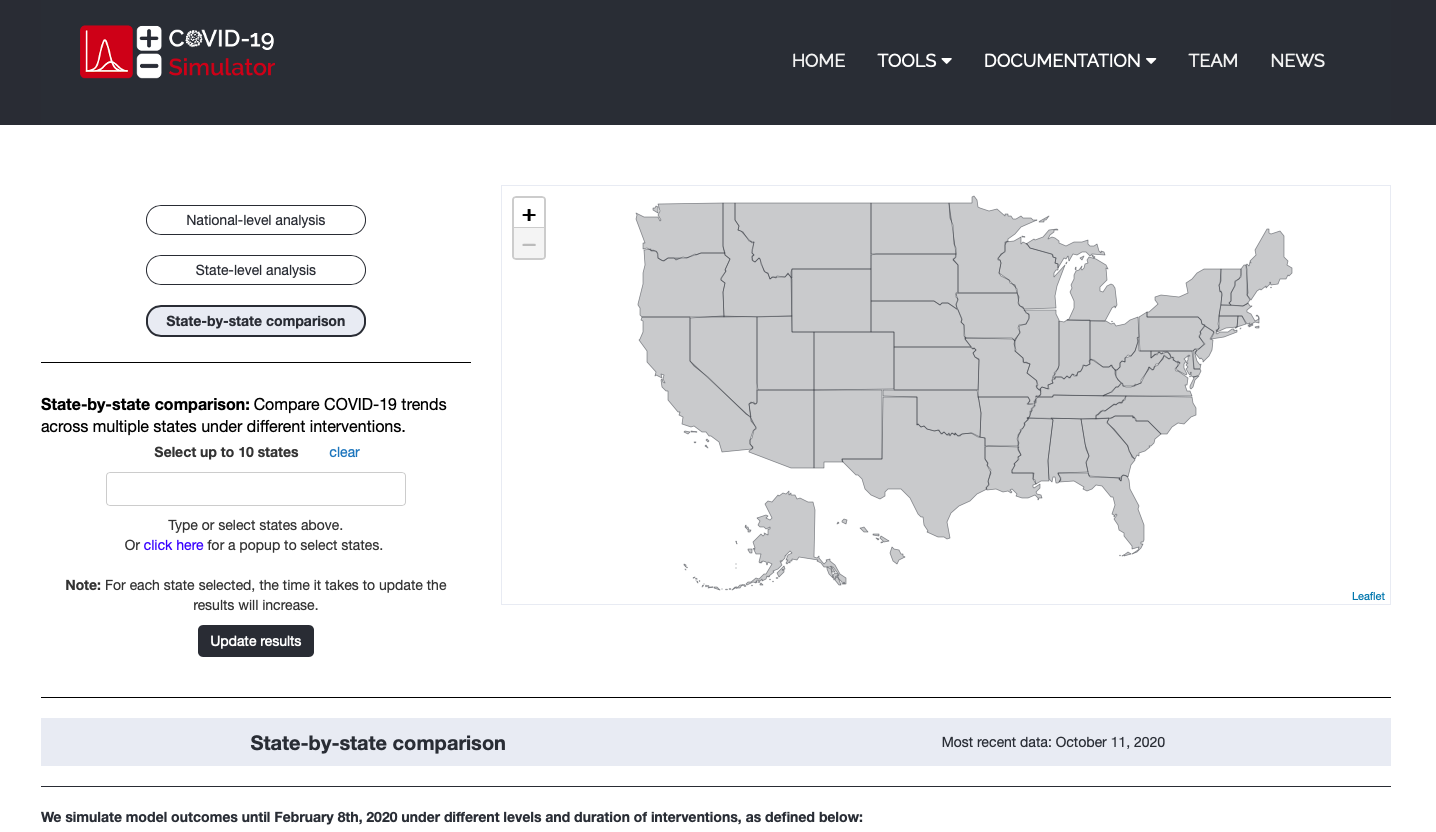 COVID-19
Simulator
HOME
TOOLS
DOCUMENTATION
TEAM
NEWS
National-level analysis
State-level analysis
State-by-state comparison
State-by-state comparison: Compare COVID-19 trends
across multiple states under different interventions.
Select up to 10 states clear
Type or select states above.
Or click here for a popup to select states.
Note: For each state selected, the time it takes to update the
results will increase.
Update results
+
−
Leaflet
State-by-state comparison
Most recent data: October 11, 2020
We simulate model outcomes until February 8th, 2020 under different levels and duration of interventions, as defined below: